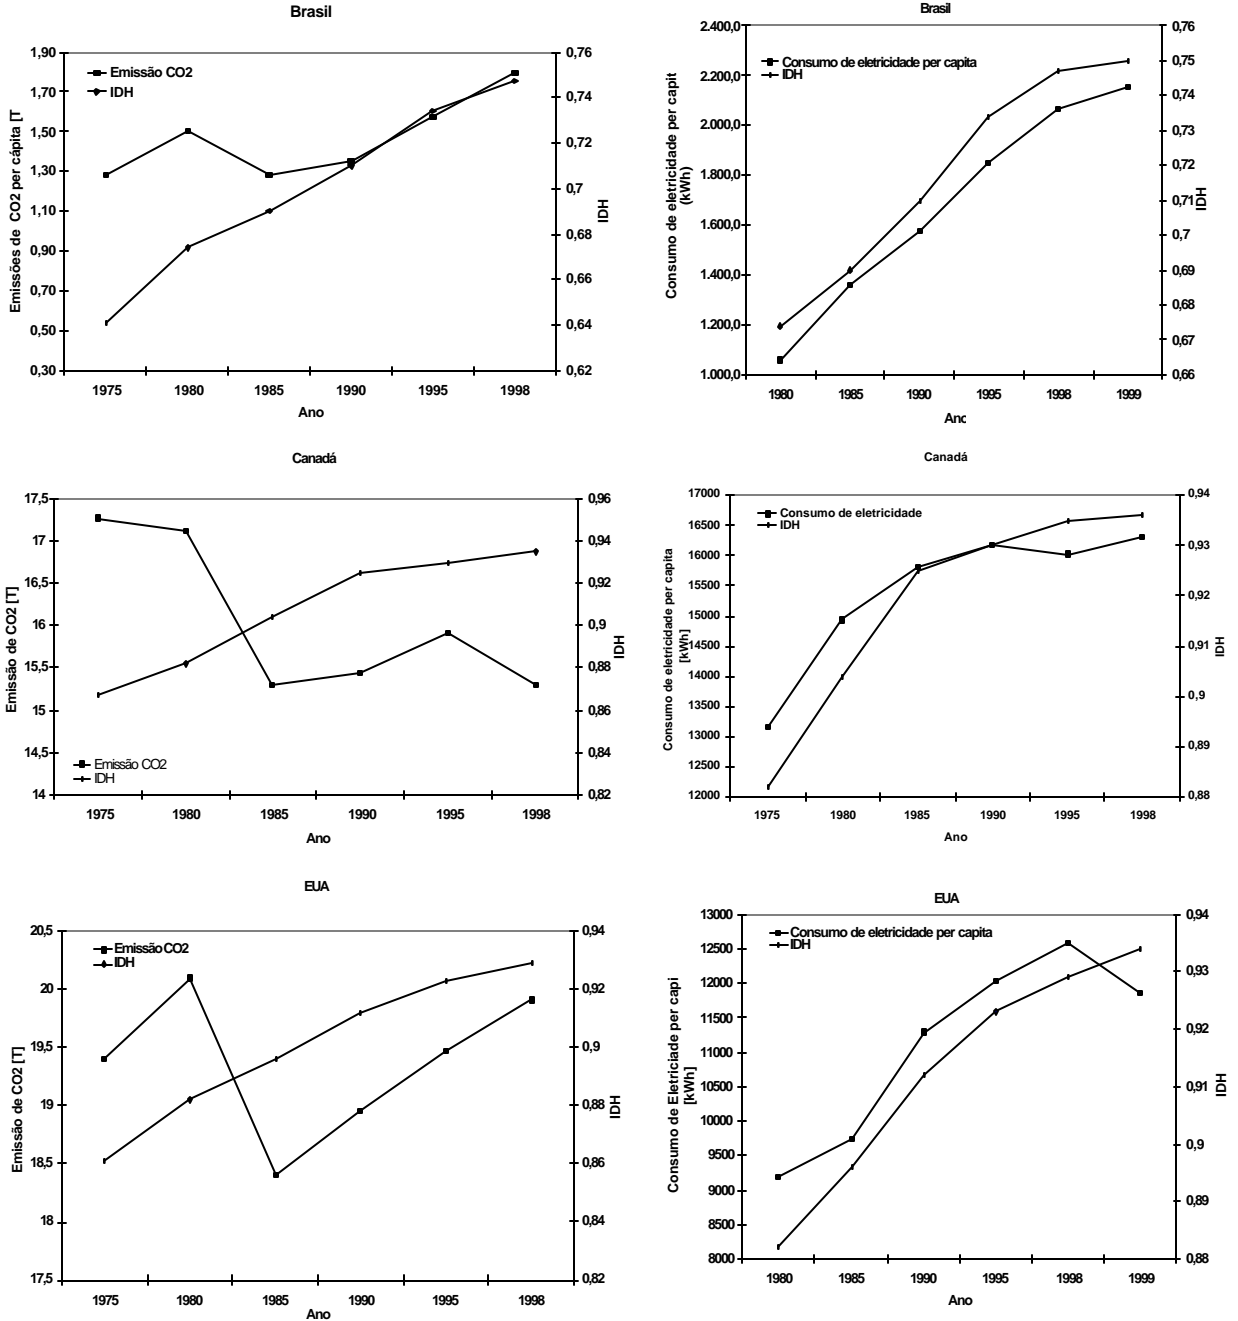 Brasil
Emissão CO2
IDH
Emissões de CO2 per cápita [T
1,90
1,70
1,50
1,30
1,10
0,90
0,70
0,50
0,30
0,76
0,74
0,72
0,7
0,68
0,66
0,64
0,62
IDH
1975 1980 1985 1990 1995 1998
Ano
Brasil
Consumo de eletricidade per capita
IDH
Consumo de eletricidade per capit
(kWh)
2.400,0
2.200,0
2.000,0
1.800,0
1.600,0
1.400,0
1.200,0
1.000,0
0,76
0,75
0,74
0,73
0,72
0,71
0,7
0,69
0,68
0,67
0,66
IDH
1980 1985 1990 1995 1998 1999
Anc
Canadá
Emissão de CO2 [T]
17,5
17
16,5
16
15,5
15
14,5
14
0,96
0,94
0,92
0,9
0,88
0,86
0,84
0,82
IDH
Emissão CO2
IDH
1975 1980 1985 1990 1995 1998
Ano
Canadá
Consumo de eletricidade
IDH
Consumo de eletricidade per capita
[kWh]
17000
16500
16000
15500
15000
14500
14000
13500
13000
12500
12000
0,94
0,93
0,92
0,91
0,9
0,89
0,88
IDH
1975 1980 1985 1990 1995 1998
Ano
EUA
Emissão CO2
IDH
Emissão de CO2 [T]
20,5
20
19,5
19
18,5
18
17,5
0,94
0,92
0,9
0,88
0,86
0,84
0,82
IDH
1975 1980 1985 1990 1995 1998
Ano
EUA
Consumo de eletricidade per capita
IDH
Consumo de Eletriciade per capi
[kWh]
13000
12500
12000
11500
11000
10500
10000
9500
9000
8500
8000
0,94
0,93
0,92
0,91
0,9
0,89
0,88
IDH
1980 1985 1990 1995 1998 1999
Ano